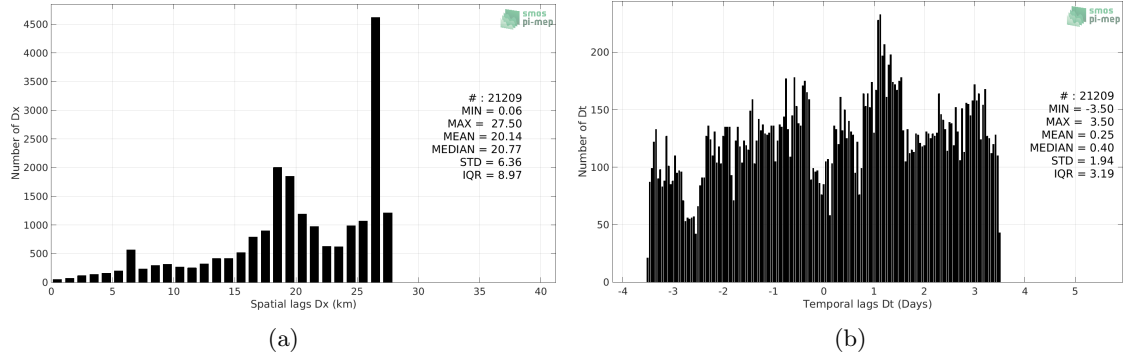 4500
4000
3500
3000
2500
2000
1500
1000
500
0
Number of Dx
0 5 10 15 20 25 30 35 40
Spatial lags Dx (km)
smos
pi-mep
# : 21209
MIN = 0.06
MAX = 27.50
MEAN = 20.14
MEDIAN = 20.77
STD = 6.36
IQR = 8.97
(a)
200
150
100
50
0
Number of Dt
-4 -3 -2 -1 0 1 2 3 4 5
Temporal lags Dt (Days)
smos
pi-mep
# : 21209
MIN = -3.50
MAX = 3.50
MEAN = 0.25
MEDIAN = 0.40
STD = 1.94
IQR = 3.19
(b)